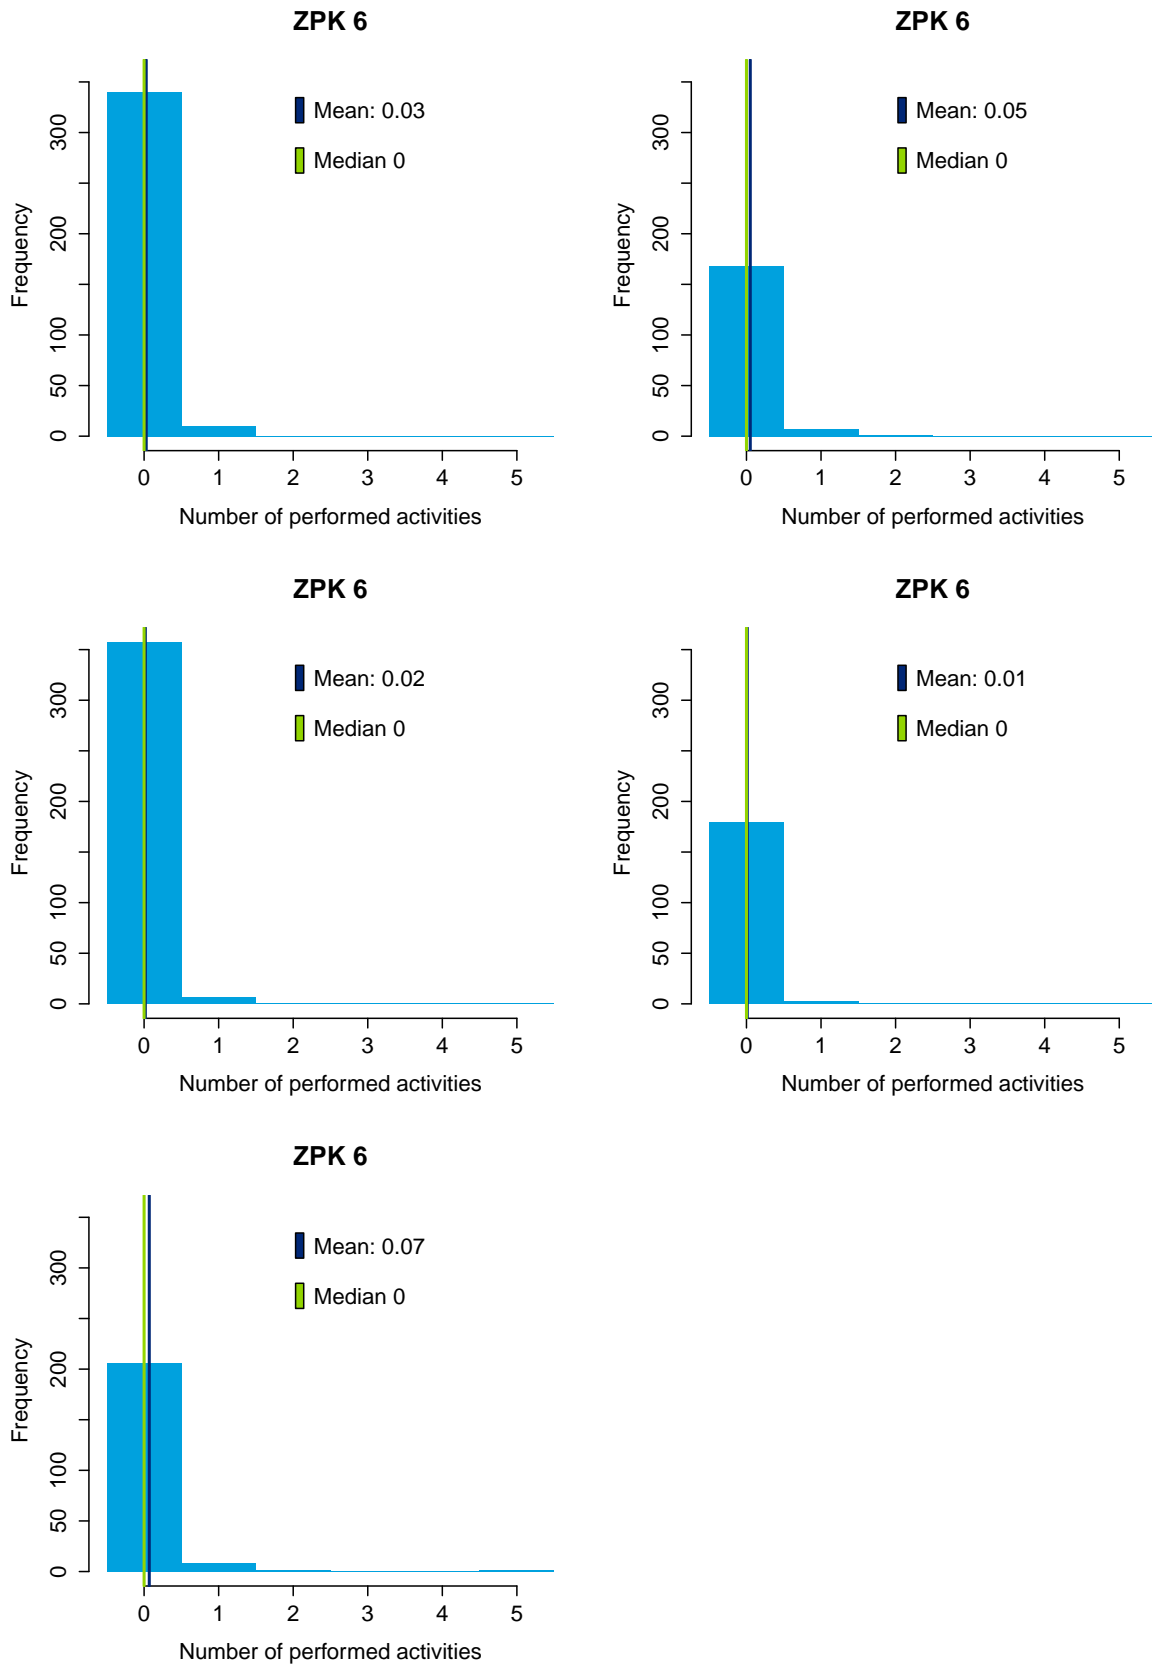 ZPK 6
Mean: 0.03
Median 0
Frequency
0 50 100 200 300
0 1 2 3 4 5
Number of performed activities
ZPK 6
Mean: 0.05
Median 0
Frequency
0 50 100 200 300
0 1 2 3 4 5
Number of performed activities
ZPK 6
Mean: 0.02
Median 0
Frequency
0 50 100 200 300
0 1 2 3 4 5
Number of performed activities
ZPK 6
Mean: 0.01
Median 0
Frequency
0 50 100 200 300
0 1 2 3 4 5
Number of performed activities
ZPK 6
Mean: 0.07
Median 0
Frequency
0 50 100 200 300
0 1 2 3 4 5
Number of performed activities